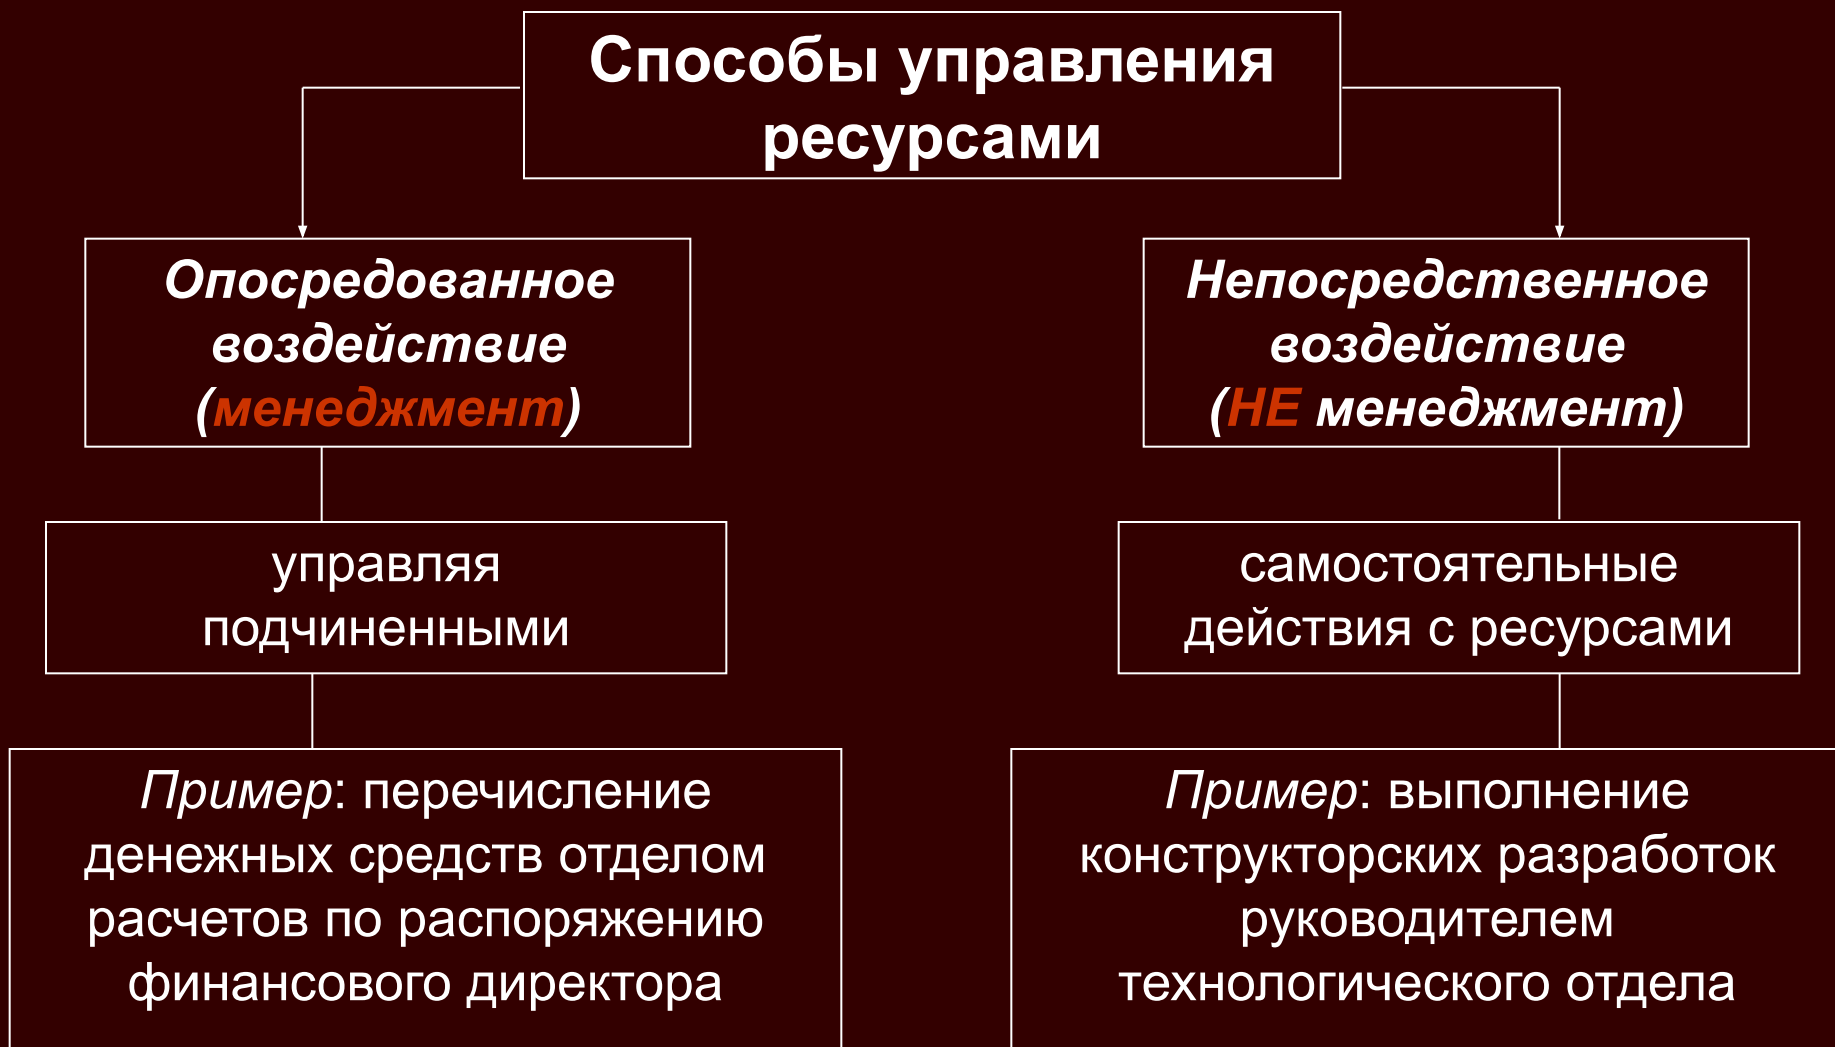 Способы управления
ресурсами
Опосредованное
воздействие
(менеджмент)
управляя
подчиненными
Пример: перечисление
денежных средств отделом
расчетов по распоряжению
финансового директора
Непосредственное
воздействие
(НЕ менеджмент)
самостоятельные
действия с ресурсами
Пример: выполнение
конструкторских разработок
руководителем
технологического отдела